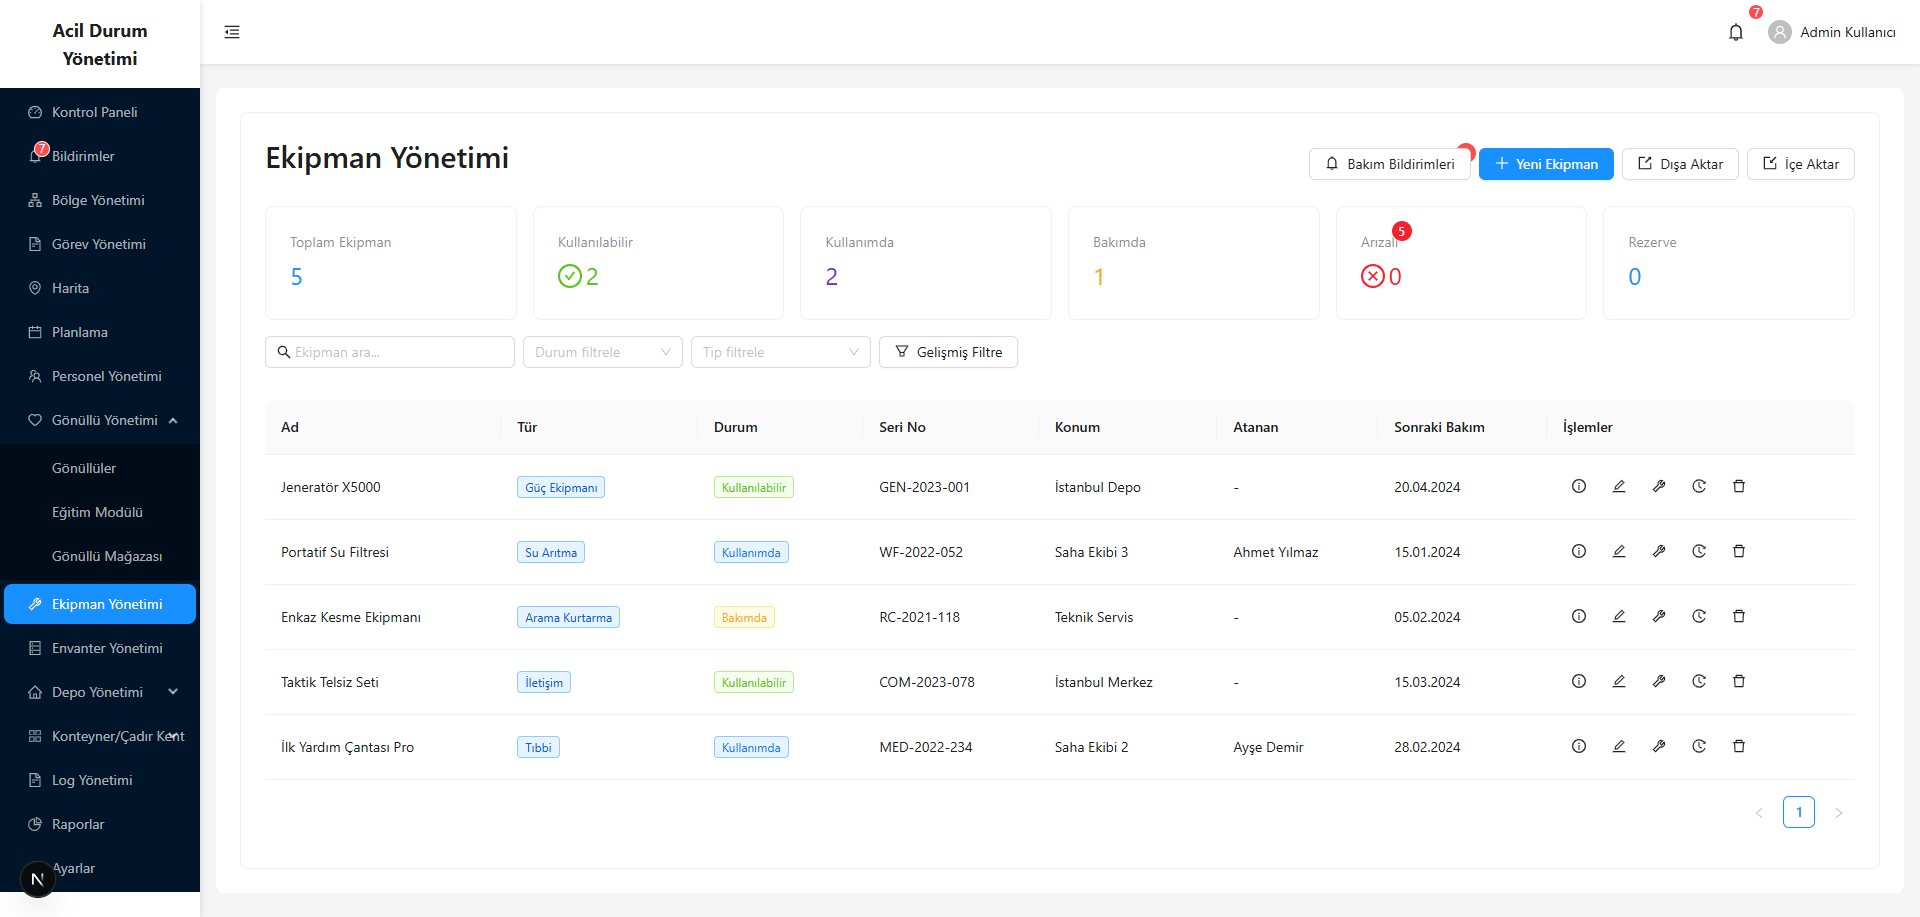 Acil Durum
Yönetimi
7
Admin Kullanıcı
Kontrol Paneli
7
Bildirimler
Bölge Yönetimi
Görev Yönetimi
Harita
Planlama
Personel Yönetimi
Gönüllü Yönetimi
Gönüllüler
Eğitim Modülü
Gönüllü Mağazası
Ekipman Yönetimi
Envanter Yönetimi
Depo Yönetimi
Konteyner/Çadır Kent
Log Yönetimi
Raporlar
Ayarlar
N
Ekipman Yönetimi
Bakım Bildirimleri
Yeni Ekipman
Dışa Aktar
İçe Aktar
Toplam Ekipman
5
Kullanılabilir
2
Kullanımda
2
Bakımda
1
Arızalı
5
0
Rezerve
0
Ekipman ara...
Durum filtrele
Tip filtrele
Gelişmiş Filtre
Ad Tür Durum Seri No Konum Atanan Sonraki Bakım İşlemler
Jeneratör X5000 Güç Ekipmanı Kullanılabilir GEN-2023-001 İstanbul Depo - 20.04.2024
Portatif Su Filtresi Su Arıtma Kullanımda WF-2022-052 Saha Ekibi 3 Ahmet Yılmaz 15.01.2024
Enkaz Kesme Ekipmanı Arama Kurtarma Bakımda RC-2021-118 Teknik Servis - 05.02.2024
Taktik Telsiz Seti İletişim Kullanılabilir COM-2023-078 İstanbul Merkez - 15.03.2024
İlk Yardım Çantası Pro Tıbbi Kullanımda MED-2022-234 Saha Ekibi 2 Ayşe Demir 28.02.2024
1